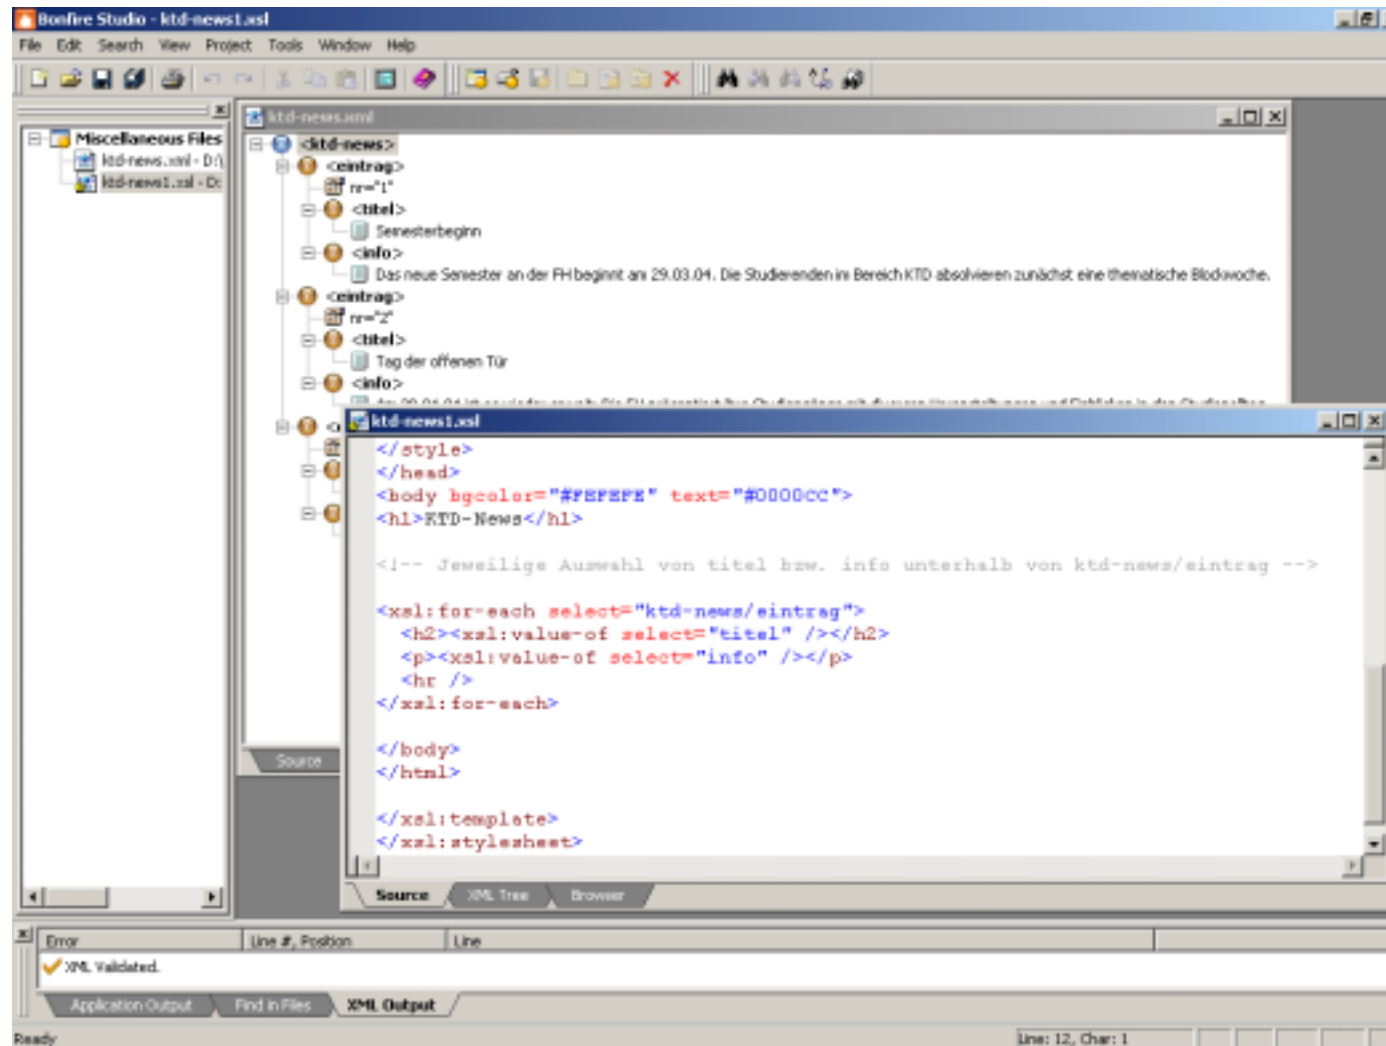 Bonfire Studio - ktd-news1.xsl
File Edit Search View Project Tools Window Help
Miscellaneous Files
ktd-news.xml - D:\
ktd-news1.xsl - D:
ktd-news.xml
<ktd-news>
<eintrag>
nr="1"
<titel>
Semesterbeginn
<info>
Das neue Semester an der FH beginnt am 29.03.04. Die Studierenden im Bereich KTD absolvieren zunächst eine thematische Blockwoche.
<eintrag>
nr="2"
<titel>
Tag der offenen Tür
<info>
ktd-news1.xsl
</style>
</head>
<body bgcolor="#FEFEFE" text="#0000CC">
<h1>KTD-News</h1>
<!-- Jeweilige Auswahl von titel bzw. info unterhalb von ktd-news/eintrag -->
<xsl:for-each select="ktd-news/eintrag">
<h2><xsl:value-of select="titel" /></h2>
<p><xsl:value-of select="info" /></p>
<hr />
</xsl:for-each>
</body>
</html>
</xsl:template>
</xsl:stylesheet>
Source
Source XML Tree Browser
Error Line #, Position Line
XML Validated.
Application Output Find in Files XML Output
Ready Line: 12, Char: 1